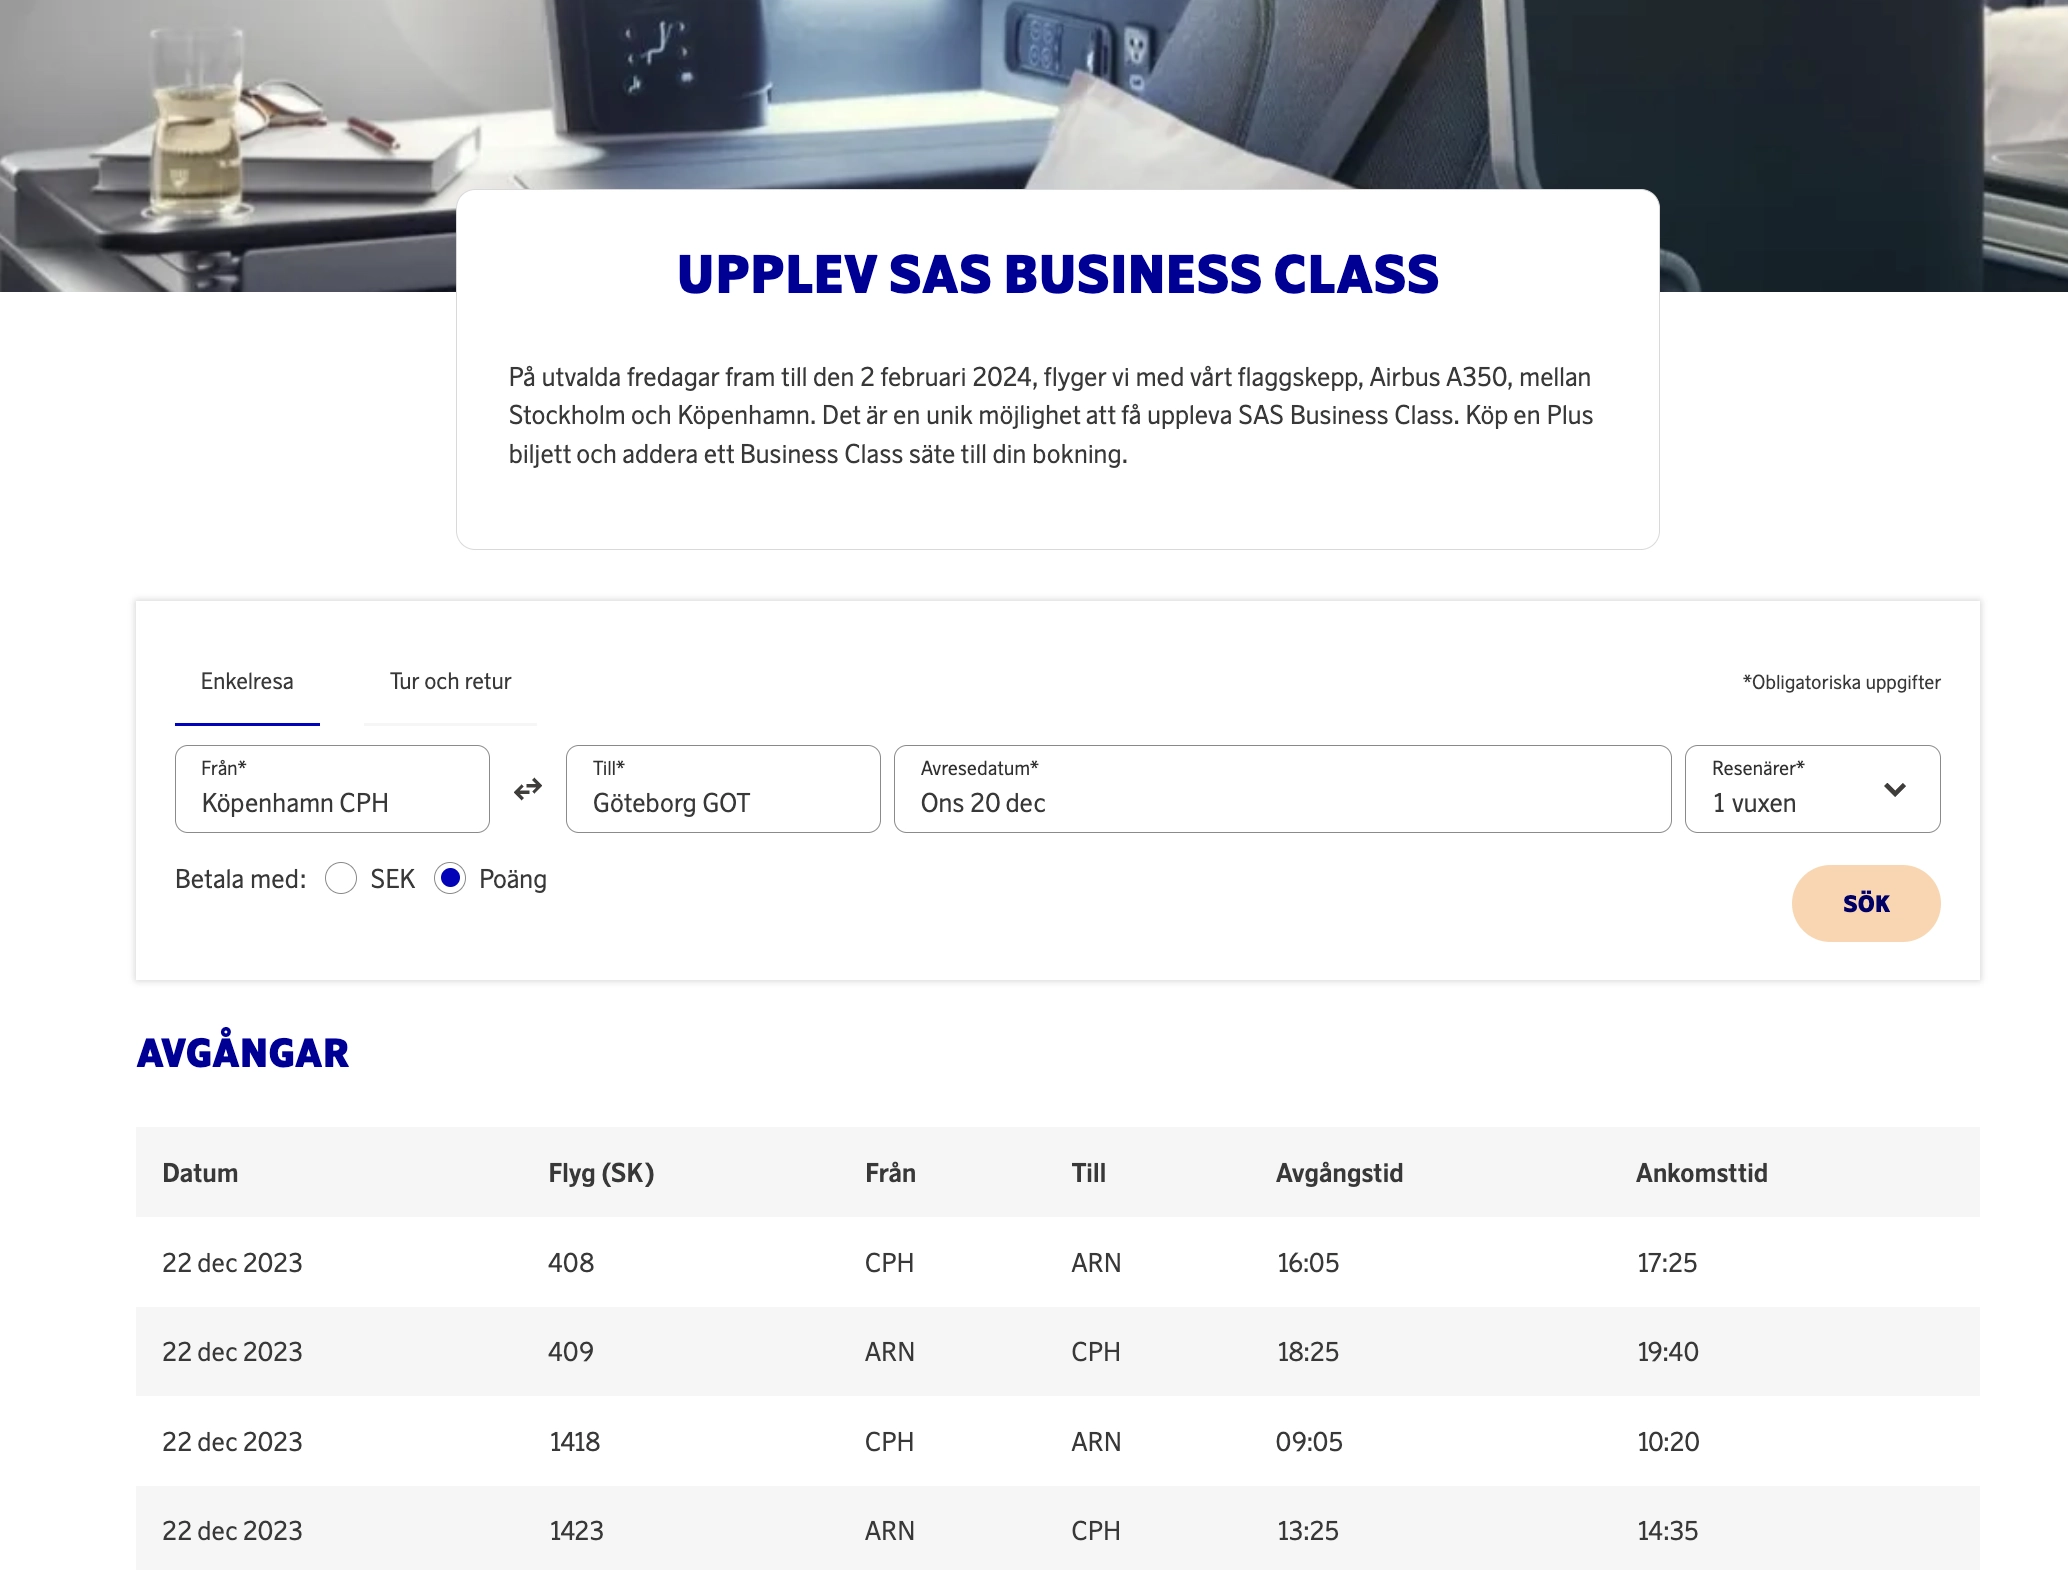 UPPLEV SAS BUSINESS CLASS
På utvalda fredagar fram till den 2 februari 2024, flyger vi med vårt flaggskepp, Airbus A350, mellan
Stockholm och Köpenhamn. Det är en unik möjlighet att få uppleva SAS Business Class. Köp en Plus
biljett och addera ett Business Class säte till din bokning.
Enkelresa Tur och retur *Obligatoriska uppgifter
Från* Till* Avresedatum* Resenärer*
Köpenhamn CPH Göteborg GOT Ons 20 dec 1 vuxen
Betala med: SEK Poäng
SÖK
AVGÅNGAR
Datum Flyg (SK) Från Till Avgångstid Ankomsttid
22 dec 2023 408 CPH ARN 16:05 17:25
22 dec 2023 409 ARN CPH 18:25 19:40
22 dec 2023 1418 CPH ARN 09:05 10:20
22 dec 2023 1423 ARN CPH 13:25 14:35